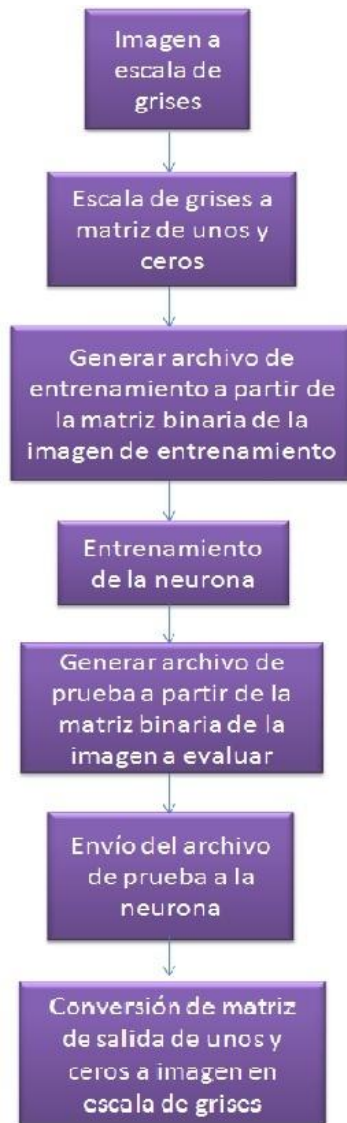 Imagen a
escala de
grises
Escala de grises a
matriz de unos y
ceros
Generar archivo de
entrenamiento a partir de
la matriz binaria de la
imagen de entrenamiento
Entrenamiento
de la neurona
Generar archivo de
prueba a partir de la
matriz binaria de la
imagen a evaluar
Envío del archivo
de prueba a la
neurona
Conversión de matriz
de salida de unos y
ceros a imagen en
escala de grises